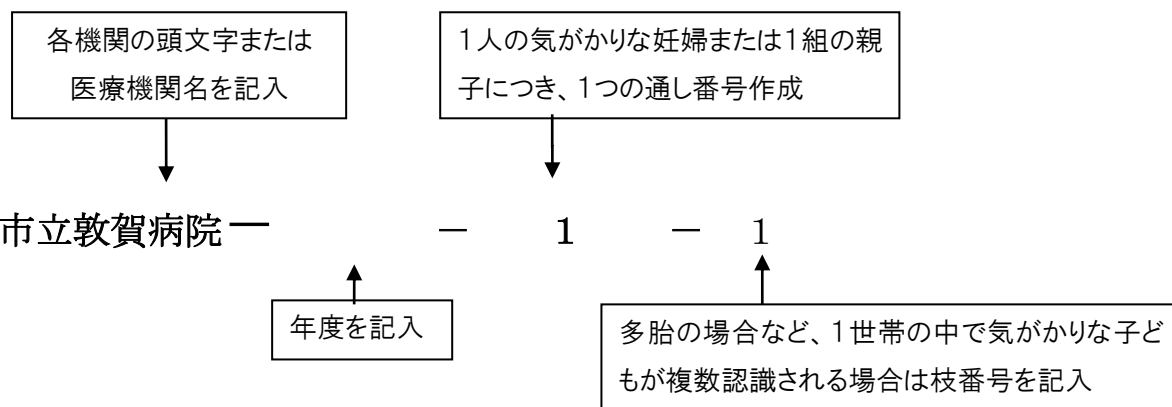 各機関の頭文字または
医療機関名を記入
1人の気がかりな妊婦または1組の親
子につき、1つの通し番号作成
市立敦賀病院－ － 1 － 1
年度を記入
多胎の場合など、1世帯の中で気がかりな子ど
もが複数認識される場合は枝番号を記入